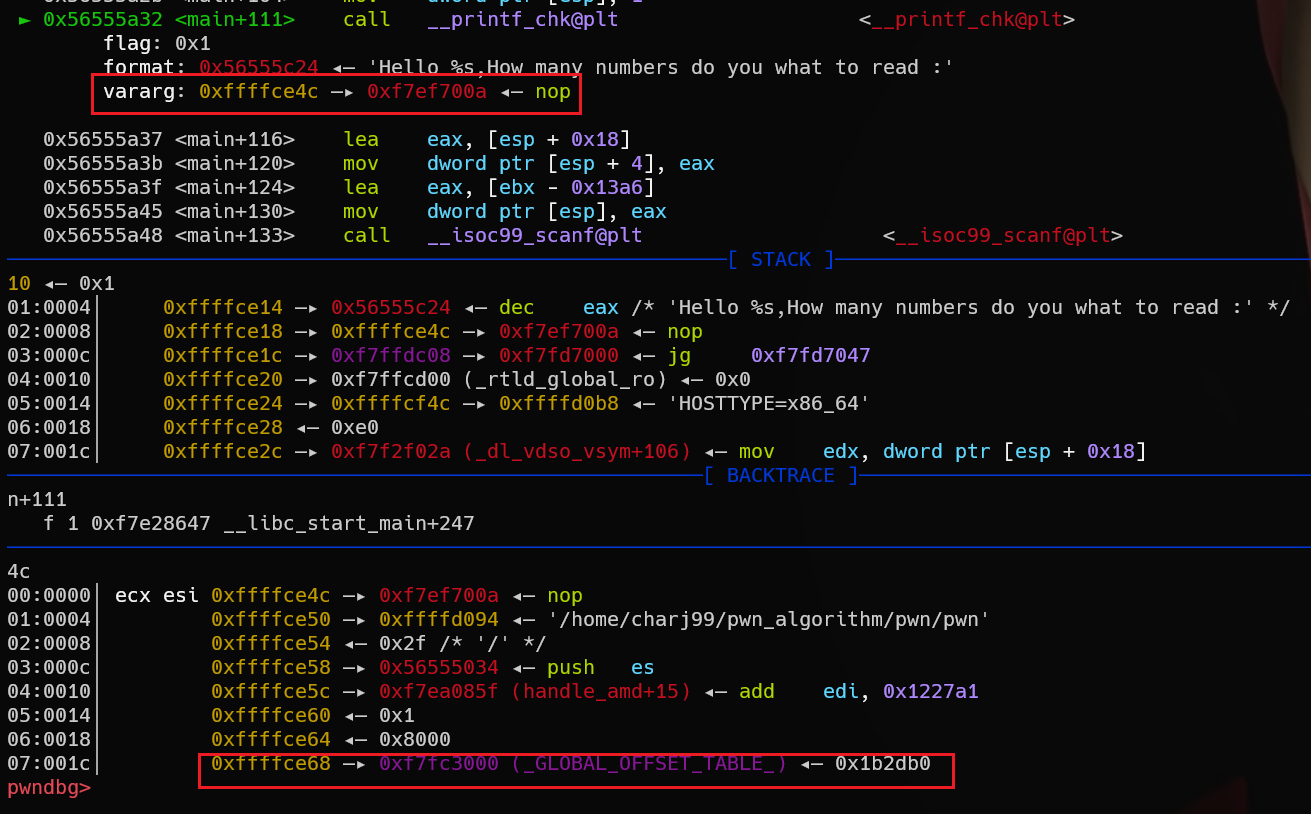 ► 0x56555a32 <main+111> call __printf_chk@plt <__printf_chk@plt>
flag: 0x1
format: 0x56555c24 ◂— 'Hello %s,How many numbers do you what to read :'
vararg: 0xffffce4c —▸ 0xf7ef700a ◂— nop
0x56555a37 <main+116> lea eax, [esp + 0x18]
0x56555a3b <main+120> mov dword ptr [esp + 4], eax
0x56555a3f <main+124> lea eax, [ebx - 0x13a6]
0x56555a45 <main+130> mov dword ptr [esp], eax
0x56555a48 <main+133> call __isoc99_scanf@plt <__isoc99_scanf@plt>
[ STACK ]
10 ◂— 0x1
01:0004│ 0xffffce14 —▸ 0x56555c24 ◂— dec eax /* 'Hello %s,How many numbers do you what to read :' */
02:0008│ 0xffffce18 —▸ 0xffffce4c —▸ 0xf7ef700a ◂— nop
03:000c│ 0xffffce1c —▸ 0xf7ffdc08 —▸ 0xf7fd7000 ◂— jg 0xf7fd7047
04:0010│ 0xffffce20 —▸ 0xf7ffcd00 (_rtld_global_ro) ◂— 0x0
05:0014│ 0xffffce24 —▸ 0xffffcf4c —▸ 0xffffd0b8 ◂— 'HOSTTYPE=x86_64'
06:0018│ 0xffffce28 ◂— 0xe0
07:001c│ 0xffffce2c —▸ 0xf7f2f02a (_dl_vdso_vsym+106) ◂— mov edx, dword ptr [esp + 0x18]
[ BACKTRACE ]
n+111
f 1 0xf7e28647 __libc_start_main+247
4c
00:0000│ ecx esi 0xffffce4c —▸ 0xf7ef700a ◂— nop
01:0004│ 0xffffce50 —▸ 0xffffd094 ◂— '/home/charj99/pwn_algorithm/pwn/pwn'
02:0008│ 0xffffce54 ◂— 0x2f /* '/' */
03:000c│ 0xffffce58 —▸ 0x56555034 ◂— push es
04:0010│ 0xffffce5c —▸ 0xf7ea085f (handle_amd+15) ◂— add edi, 0x1227a1
05:0014│ 0xffffce60 ◂— 0x1
06:0018│ 0xffffce64 ◂— 0x8000
07:001c│ 0xffffce68 —▸ 0xf7fc3000 (_GLOBAL_OFFSET_TABLE_) ◂— 0x1b2db0
pwndbg>